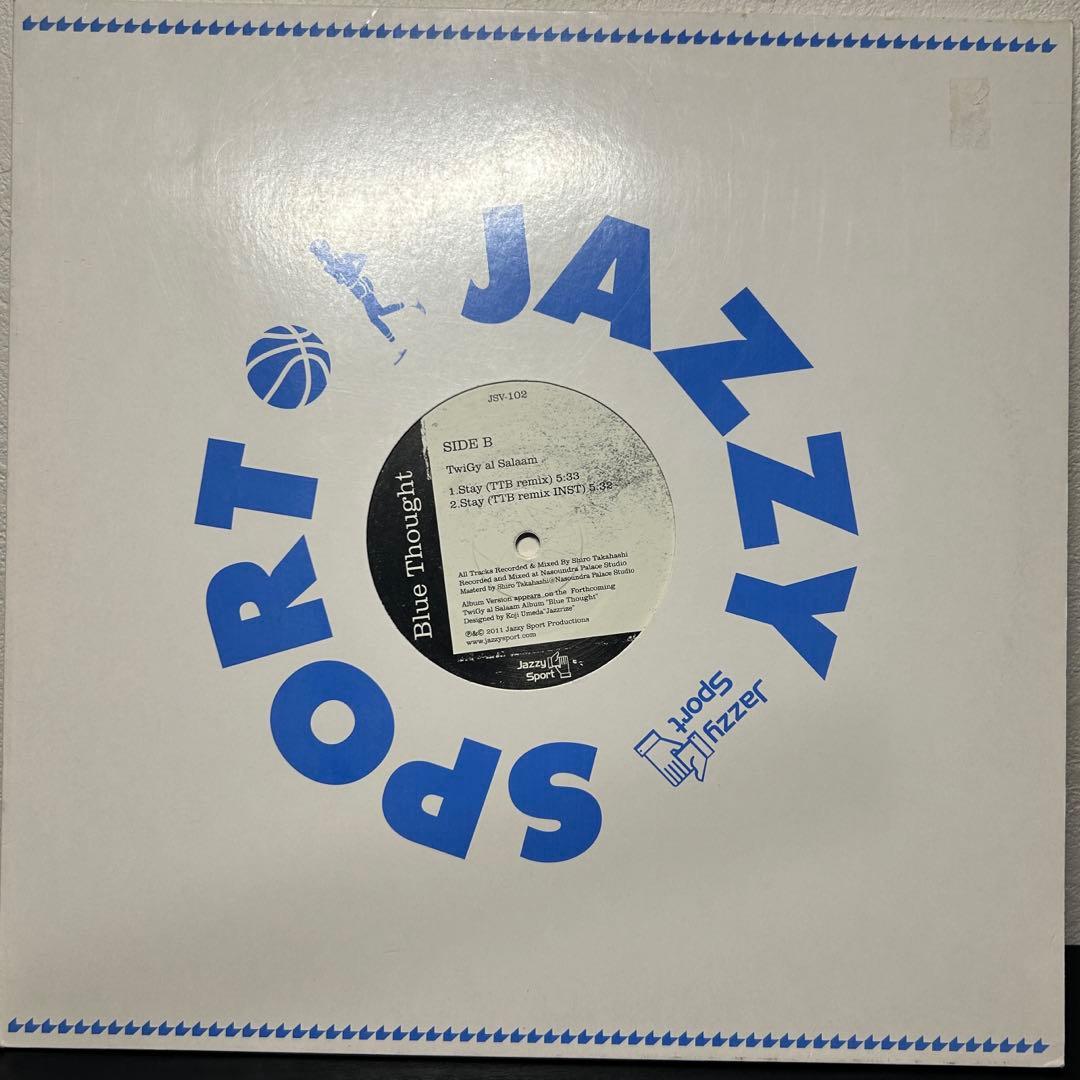 JAZZY
SPORT
Jazzy
Sport
JSV-102
Blue Thought
SIDE B
TwiGy al Salaam
1.Stay (TTB remix) 5:33
2.Stay (TTB remix INST) 5:32
All Tracks Recorded & Mixed By Shiro Takahashi
Recorded and Mixed at Nasoundra Palace Studio
Masterd by Shiro Takahashi@Nasoundra Palace Studio
Album Version appears on the Forthcoming
TwiGy al Salaam Album "Blue Thought"
Designed by Koji Umeda"Jazzrize"
℗&© 2011 Jazzy Sport Productions
www.jazzysport.com
Jazzy
Sport